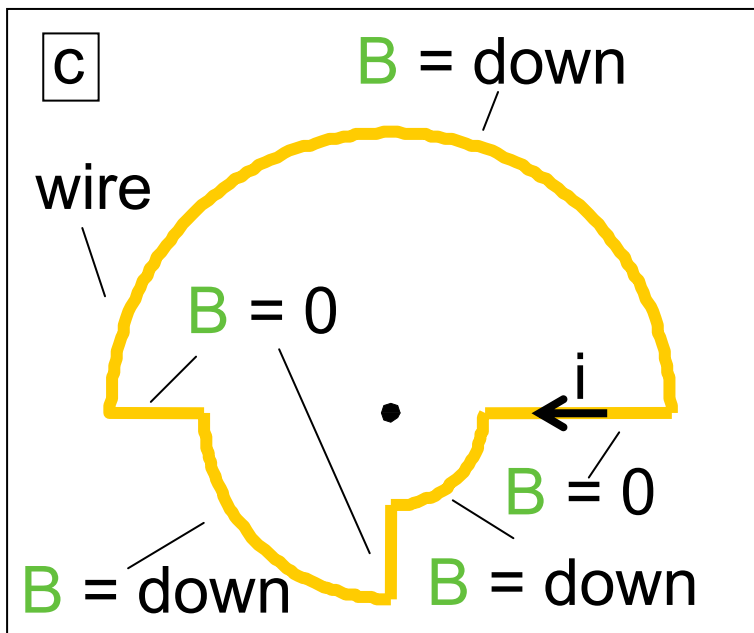 c
B = down
wire
B = 0
i
B = 0
B = down
B = down